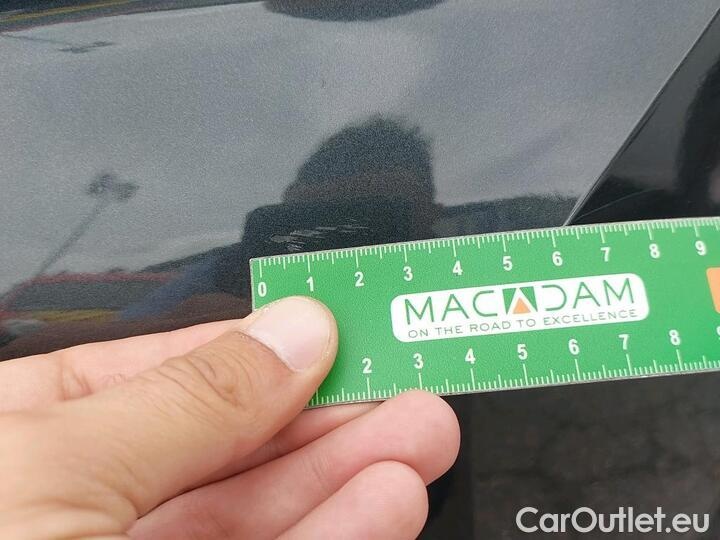 0 1 2 3 4 5 6 7 8 9
MACADAM
ON THE ROAD TO EXCELLENCE
2 3 4 5 6 7 8
CarOutlet.eu